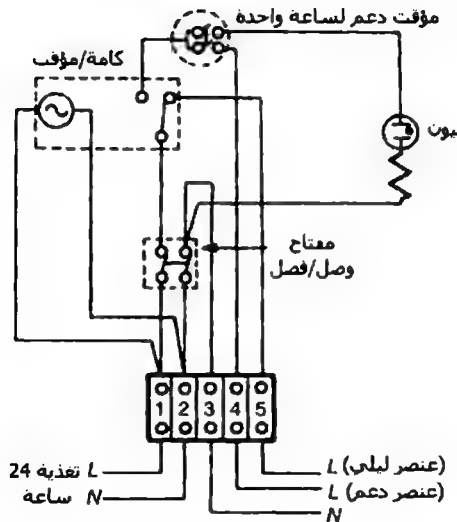 مؤقت دعم لساعة واحدة
كامة/مؤقب
نيون
مفتاح
وصل/فصل
1 2 3 4 5
تغذية 24 L
ساعة N
L (عنصر ليلي)
L (عنصر دعم)
N